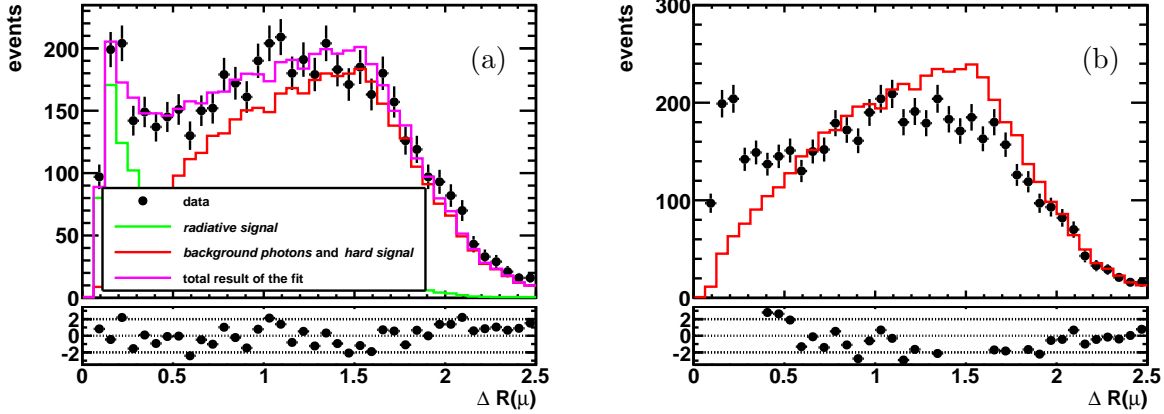 events
200
150
100
50
0
(a)
data
radiative signal
background photons and hard signal
total result of the fit
2
0
-2
0 0.5 1 1.5 2 2.5
Δ R(μ)
events
300
200
100
0
(b)
2
0
-2
0 0.5 1 1.5 2 2.5
Δ R(μ)